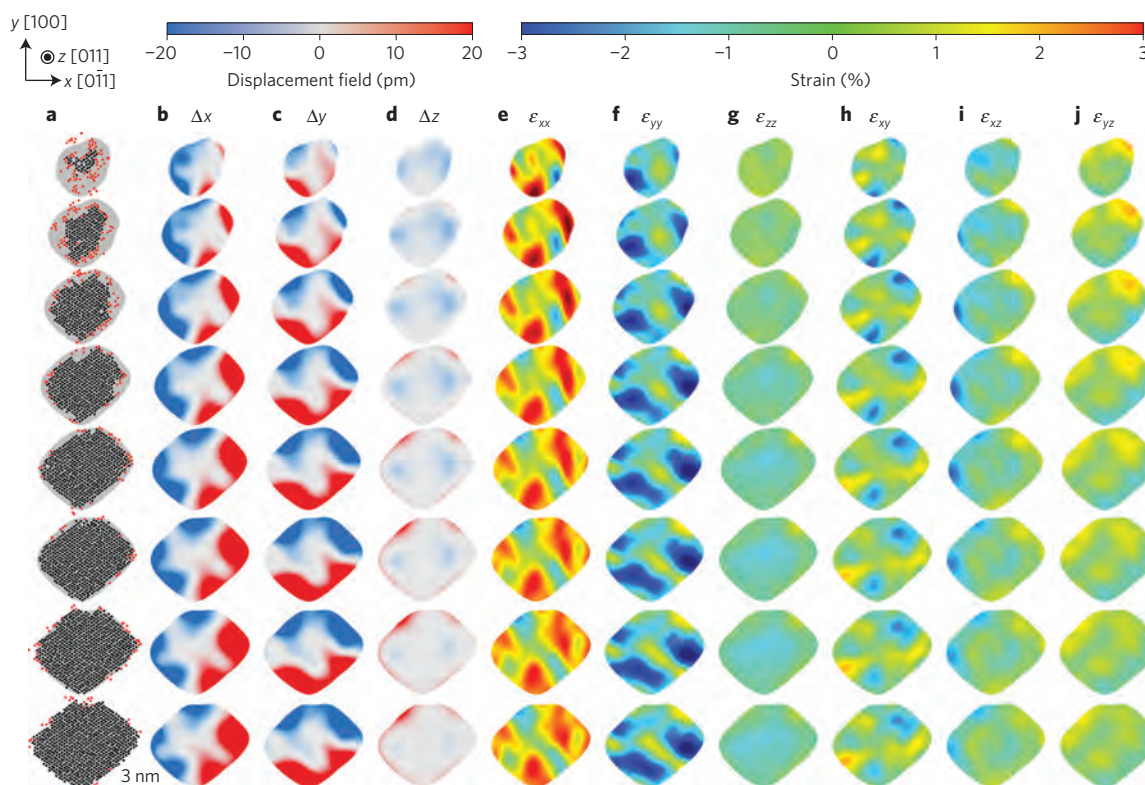 y [100]
z [011]
x [01̄1]
−20 −10 0 10 20
Displacement field (pm)
−3 −2 −1 0 1 2 3
Strain (%)
a b Δx c Δy d Δz e εxx f εyy g εzz h εxy i εxz j εyz
3 nm